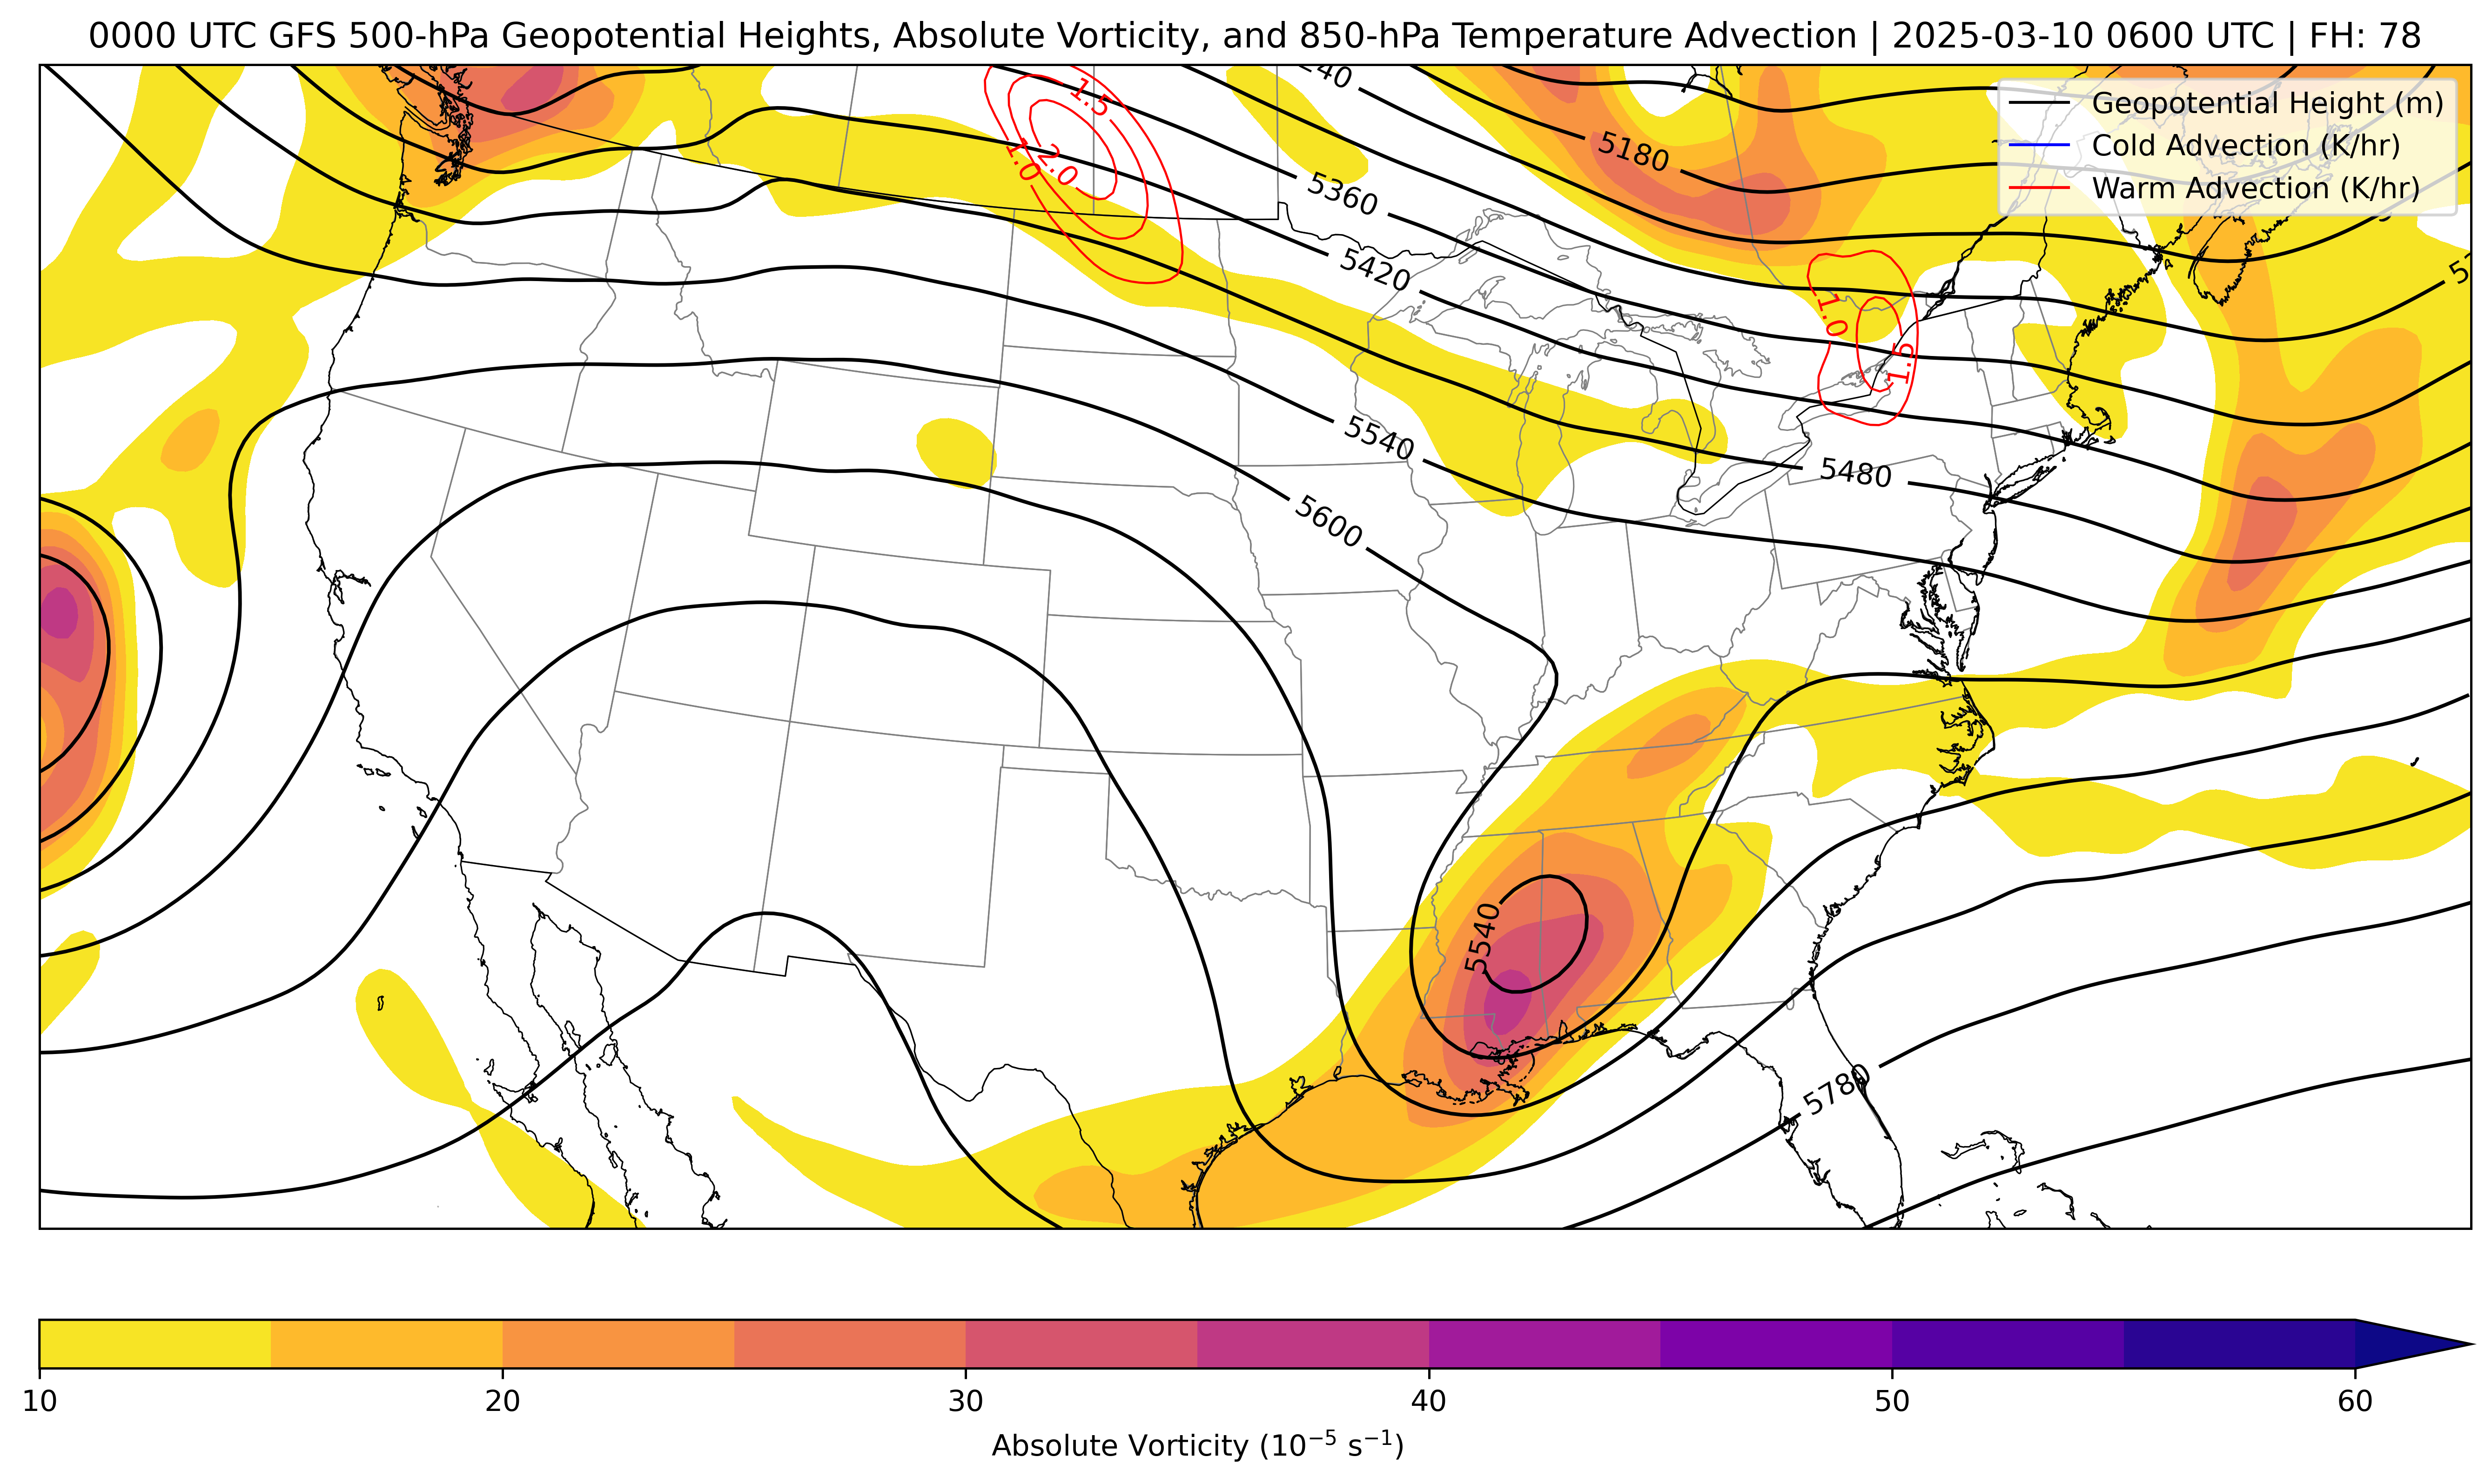 0000 UTC GFS 500-hPa Geopotential Heights, Absolute Vorticity, and 850-hPa Temperature Advection | 2025-03-10 0600 UTC | FH: 78
Geopotential Height (m)
Cold Advection (K/hr)
Warm Advection (K/hr)
1.5
2.0
1.0
5180
5360
5420
1.0
1.5
5540
5480
5600
5540
5780
10 20 30 40 50 60
Absolute Vorticity (10⁻⁵ s⁻¹)